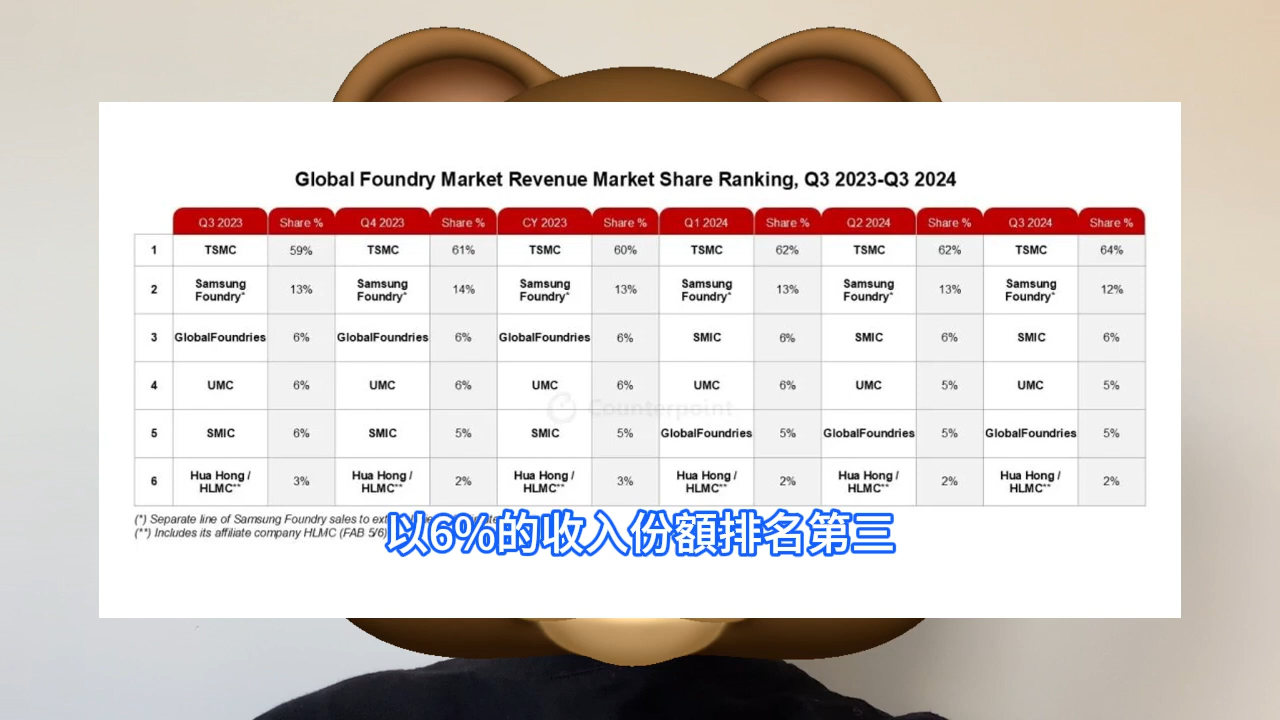 Global Foundry Market Revenue Market Share Ranking, Q3 2023-Q3 2024
Q3 2023 Share % Q4 2023 Share % CY 2023 Share % Q1 2024 Share % Q2 2024 Share % Q3 2024 Share %
1 TSMC 59% TSMC 61% TSMC 60% TSMC 62% TSMC 62% TSMC 64%
2 Samsung Foundry* 13% Samsung Foundry* 14% Samsung Foundry* 13% Samsung Foundry* 13% Samsung Foundry* 13% Samsung Foundry* 12%
3 GlobalFoundries 6% GlobalFoundries 6% GlobalFoundries 6% SMIC 6% SMIC 6% SMIC 6%
4 UMC 6% UMC 6% UMC 6% UMC 6% UMC 5% UMC 5%
Counterpoint
5 SMIC 6% SMIC 5% SMIC 5% GlobalFoundries 5% GlobalFoundries 5% GlobalFoundries 5%
6 Hua Hong / HLMC** 3% Hua Hong / HLMC** 2% Hua Hong / HLMC** 3% Hua Hong / HLMC** 2% Hua Hong / HLMC** 2% Hua Hong / HLMC** 2%
(*) Separate line of Samsung Foundry sales to
(**) Includes its affiliate company HLMC (FAB 5/6)
以6%的收入份額排名第三